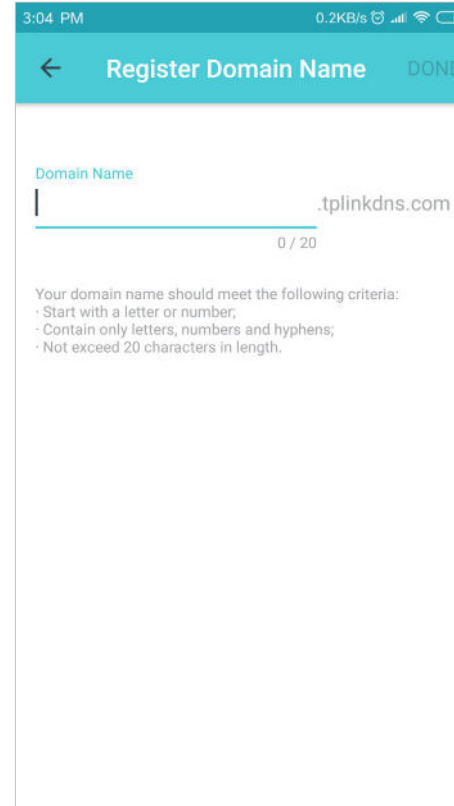 3:04 PM 0.2KB/s
Register Domain Name DONE
Domain Name
.tplinkdns.com
0 / 20
Your domain name should meet the following criteria:
· Start with a letter or number;
· Contain only letters, numbers and hyphens;
· Not exceed 20 characters in length.